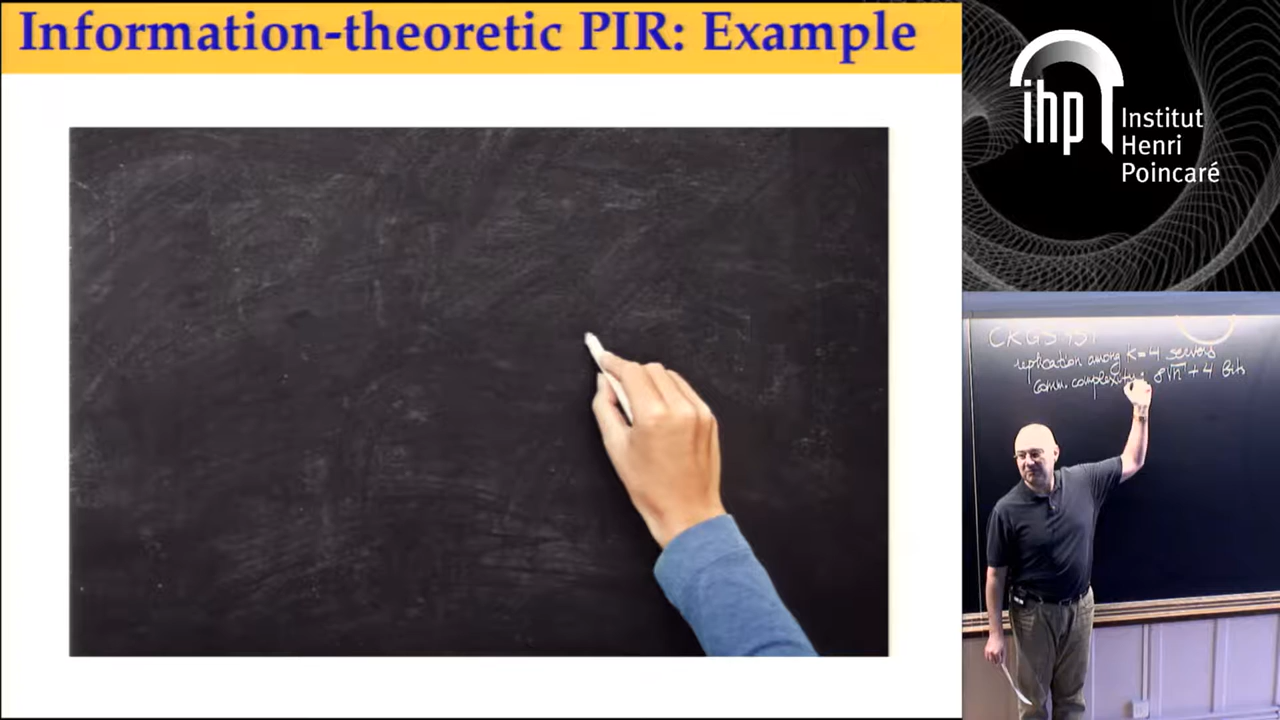 Information-theoretic PIR: Example
ihp
Institut
Henri
Poincaré
CKGS '95:
replication among k=4 servers
Comm. complexity: 8√n + 4 bits